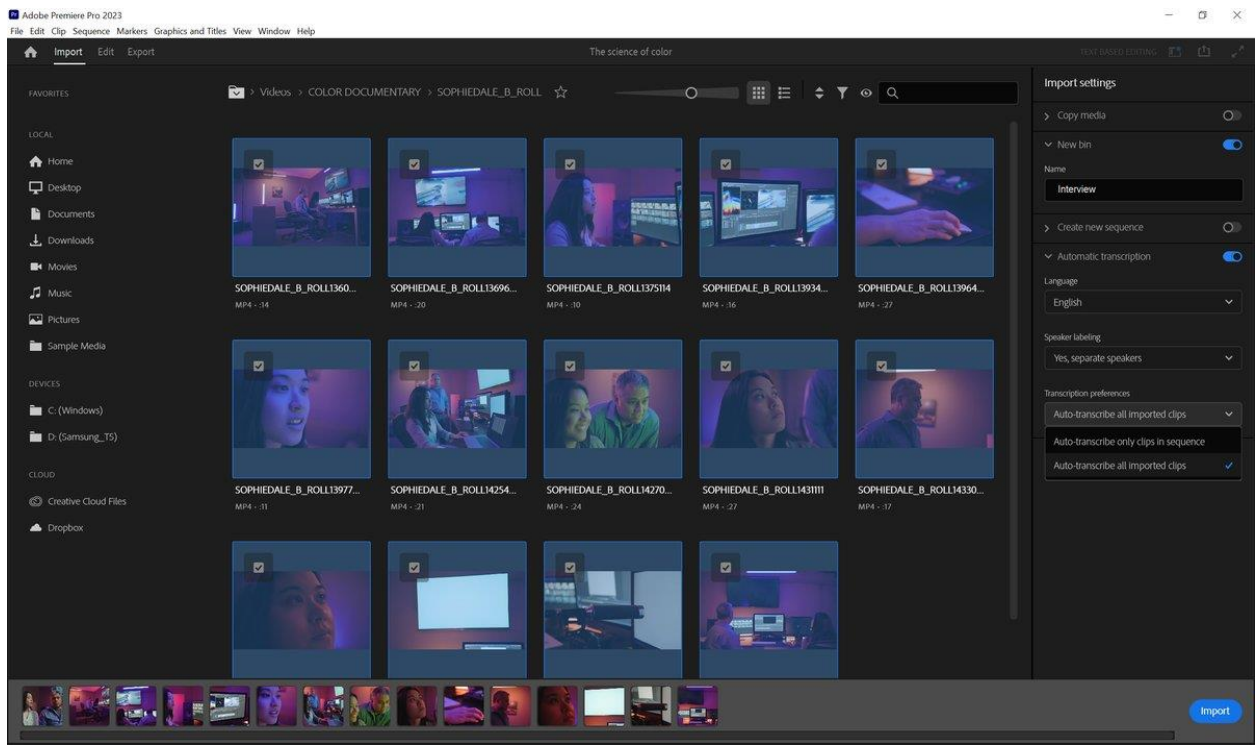 Pr Adobe Premiere Pro 2023
File Edit Clip Sequence Markers Graphics and Titles View Window Help
Import Edit Export
The science of color
TEXT BASED EDITING
FAVORITES
LOCAL
Home
Desktop
Documents
Downloads
Movies
Music
Pictures
Sample Media
DEVICES
C: (Windows)
D: (Samsung_T5)
CLOUD
Creative Cloud Files
Dropbox
> Videos > COLOR DOCUMENTARY > SOPHIEDALE_B_ROLL
SOPHIEDALE_B_ROLL1360... SOPHIEDALE_B_ROLL13696... SOPHIEDALE_B_ROLL1375114 SOPHIEDALE_B_ROLL13934... SOPHIEDALE_B_ROLL13964...
MP4 - :14 MP4 - :20 MP4 - :10 MP4 - :16 MP4 - :27
SOPHIEDALE_B_ROLL13977... SOPHIEDALE_B_ROLL14254... SOPHIEDALE_B_ROLL14270... SOPHIEDALE_B_ROLL1431111 SOPHIEDALE_B_ROLL14330...
MP4 - :11 MP4 - :21 MP4 - :24 MP4 - :27 MP4 - :17
Import settings
> Copy media
New bin
Name
Interview
> Create new sequence
Automatic transcription
Language
English
Speaker labeling
Yes, separate speakers
Transcription preferences
Auto-transcribe all imported clips
Auto-transcribe only clips in sequence
Auto-transcribe all imported clips
Import